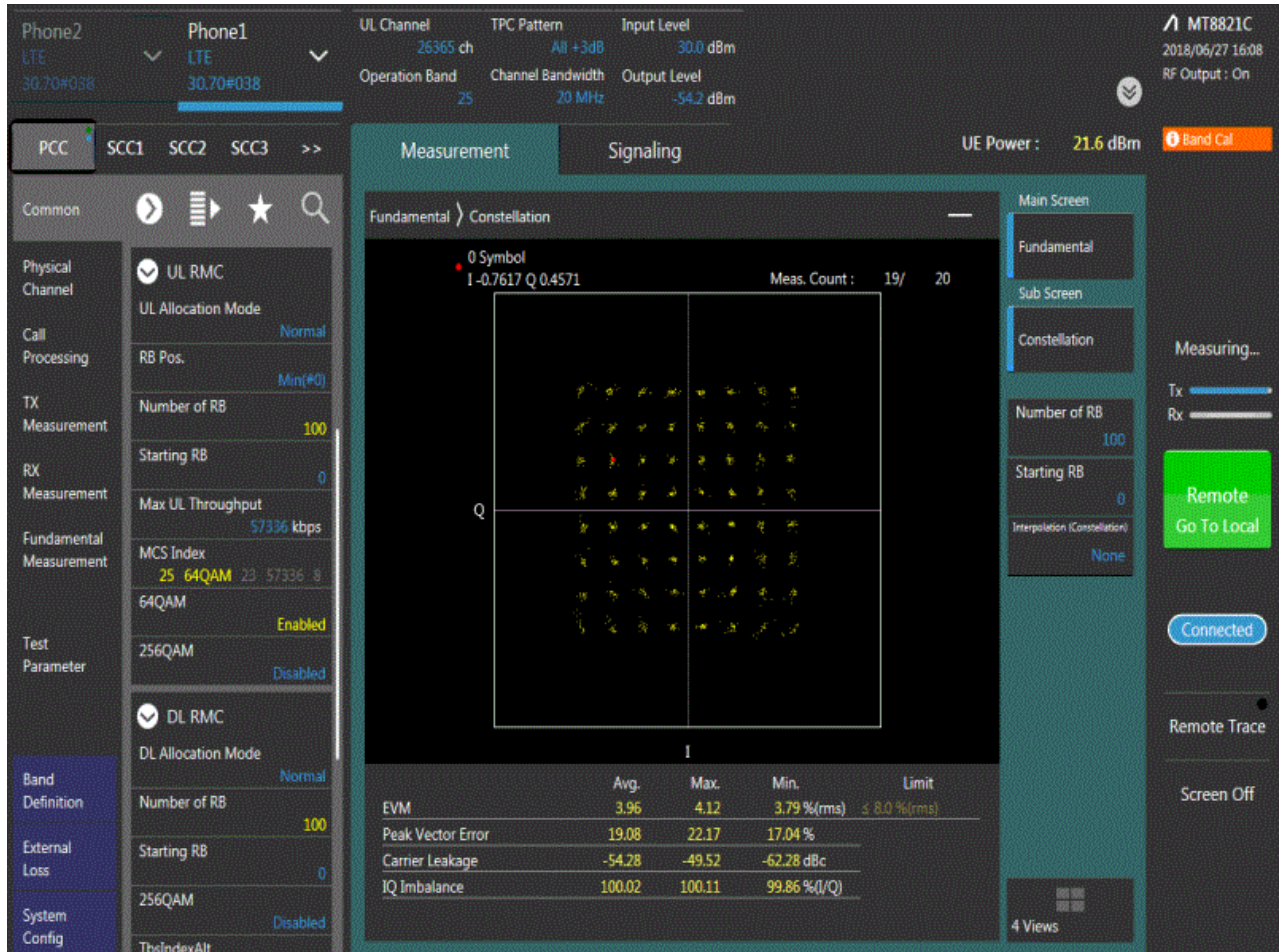 Phone2
LTE
30.70#038
Phone1
LTE
30.70#038
UL Channel
26365 ch
TPC Pattern
All +3dB
Input Level
30.0 dBm
Operation Band
25
Channel Bandwidth
20 MHz
Output Level
-54.2 dBm
MT8821C
2018/06/27 16:08
RF Output : On
PCC SCC1 SCC2 SCC3 >>
Measurement
Signaling
UE Power : 21.6 dBm
Band Cal
Common
Physical
Channel
Call
Processing
TX
Measurement
RX
Measurement
Fundamental
Measurement
Test
Parameter
Band
Definition
External
Loss
System
Config
UL RMC
UL Allocation Mode
Normal
RB Pos.
Min(#0)
Number of RB
100
Starting RB
0
Max UL Throughput
57336 kbps
MCS Index
25 64QAM 23 57336 8
64QAM
Enabled
256QAM
Disabled
DL RMC
DL Allocation Mode
Normal
Number of RB
100
Starting RB
0
256QAM
Disabled
TbsIndexAlt
Fundamental 〉 Constellation
0 Symbol
I -0.7617 Q 0.4571
Meas. Count : 19/ 20
Q
I
Avg. Max. Min. Limit
EVM 3.96 4.12 3.79 %(rms) ≤ 8.0 %(rms)
Peak Vector Error 19.08 22.17 17.04 %
Carrier Leakage -54.28 -49.52 -62.28 dBc
IQ Imbalance 100.02 100.11 99.86 %(I/Q)
Main Screen
Fundamental
Sub Screen
Constellation
Number of RB
100
Starting RB
0
Interpolation (Constellation)
None
4 Views
Measuring...
Tx
Rx
Remote
Go To Local
Connected
Remote Trace
Screen Off